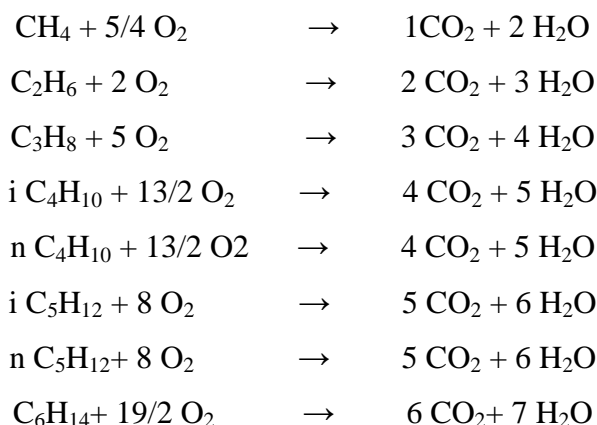 CH₄ + 5/4 O₂ → 1CO₂ + 2 H₂O
C₂H₆ + 2 O₂ → 2 CO₂ + 3 H₂O
C₃H₈ + 5 O₂ → 3 CO₂ + 4 H₂O
i C₄H₁₀ + 13/2 O₂ → 4 CO₂ + 5 H₂O
n C₄H₁₀ + 13/2 O2 → 4 CO₂ + 5 H₂O
i C₅H₁₂ + 8 O₂ → 5 CO₂ + 6 H₂O
n C₅H₁₂+ 8 O₂ → 5 CO₂ + 6 H₂O
C₆H₁₄+ 19/2 O₂ → 6 CO₂+ 7 H₂O